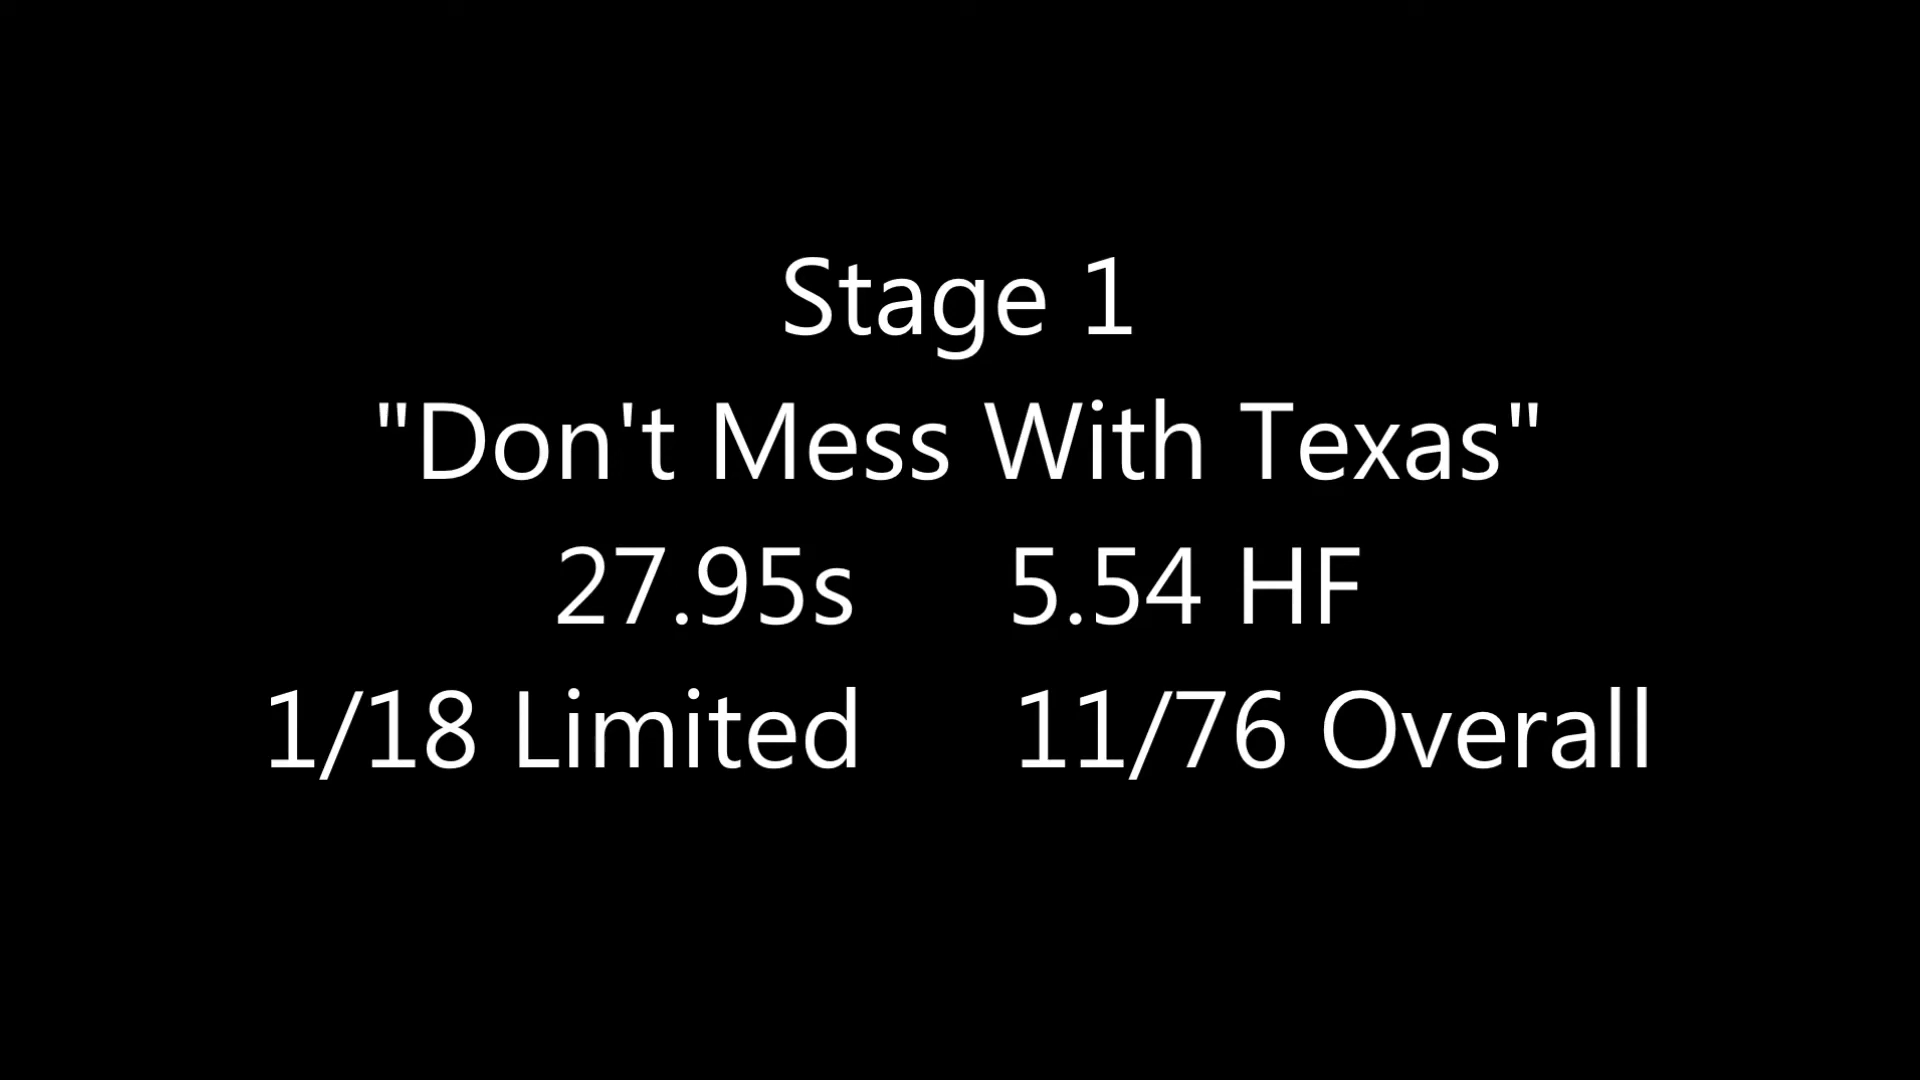 Stage 1
"Don't Mess With Texas"
27.95s 5.54 HF
1/18 Limited 11/76 Overall